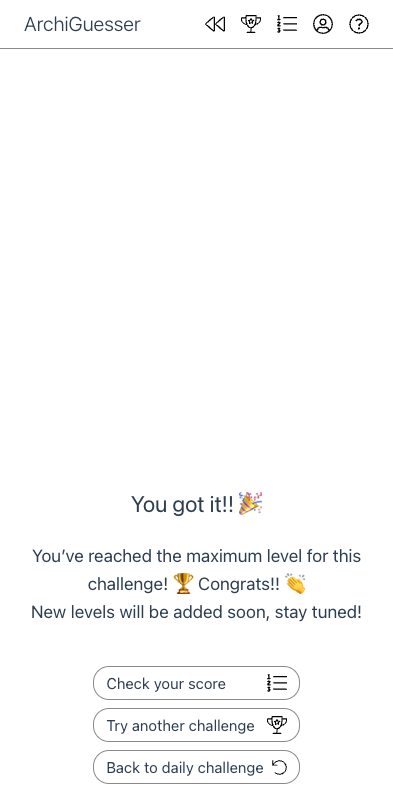 ArchiGuesser
You got it!! 🎉
You’ve reached the maximum level for this
challenge! 🏆 Congrats!! 👏
New levels will be added soon, stay tuned!
Check your score
Try another challenge
Back to daily challenge